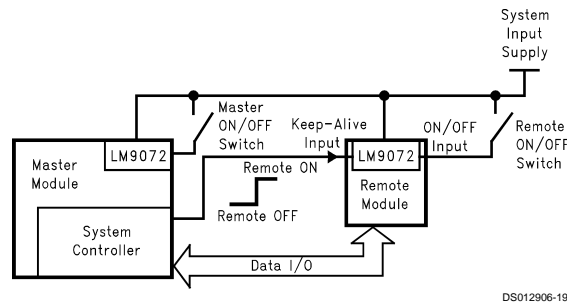 System
Input
Supply
Master
ON/OFF
Switch
Keep-Alive
Input
ON/OFF
Input
Remote
ON/OFF
Switch
LM9072
LM9072
Master
Module
Remote ON
Remote OFF
Remote
Module
System
Controller
Data I/O
DS012906-19